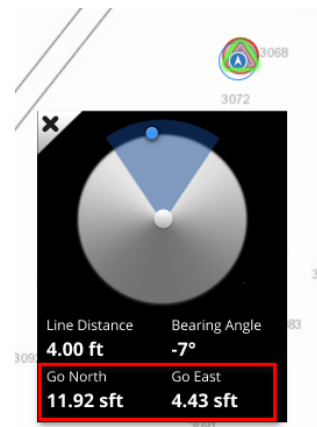 3068
3072
Line Distance Bearing Angle
4.00 ft -7°
Go North Go East
11.92 sft 4.43 sft